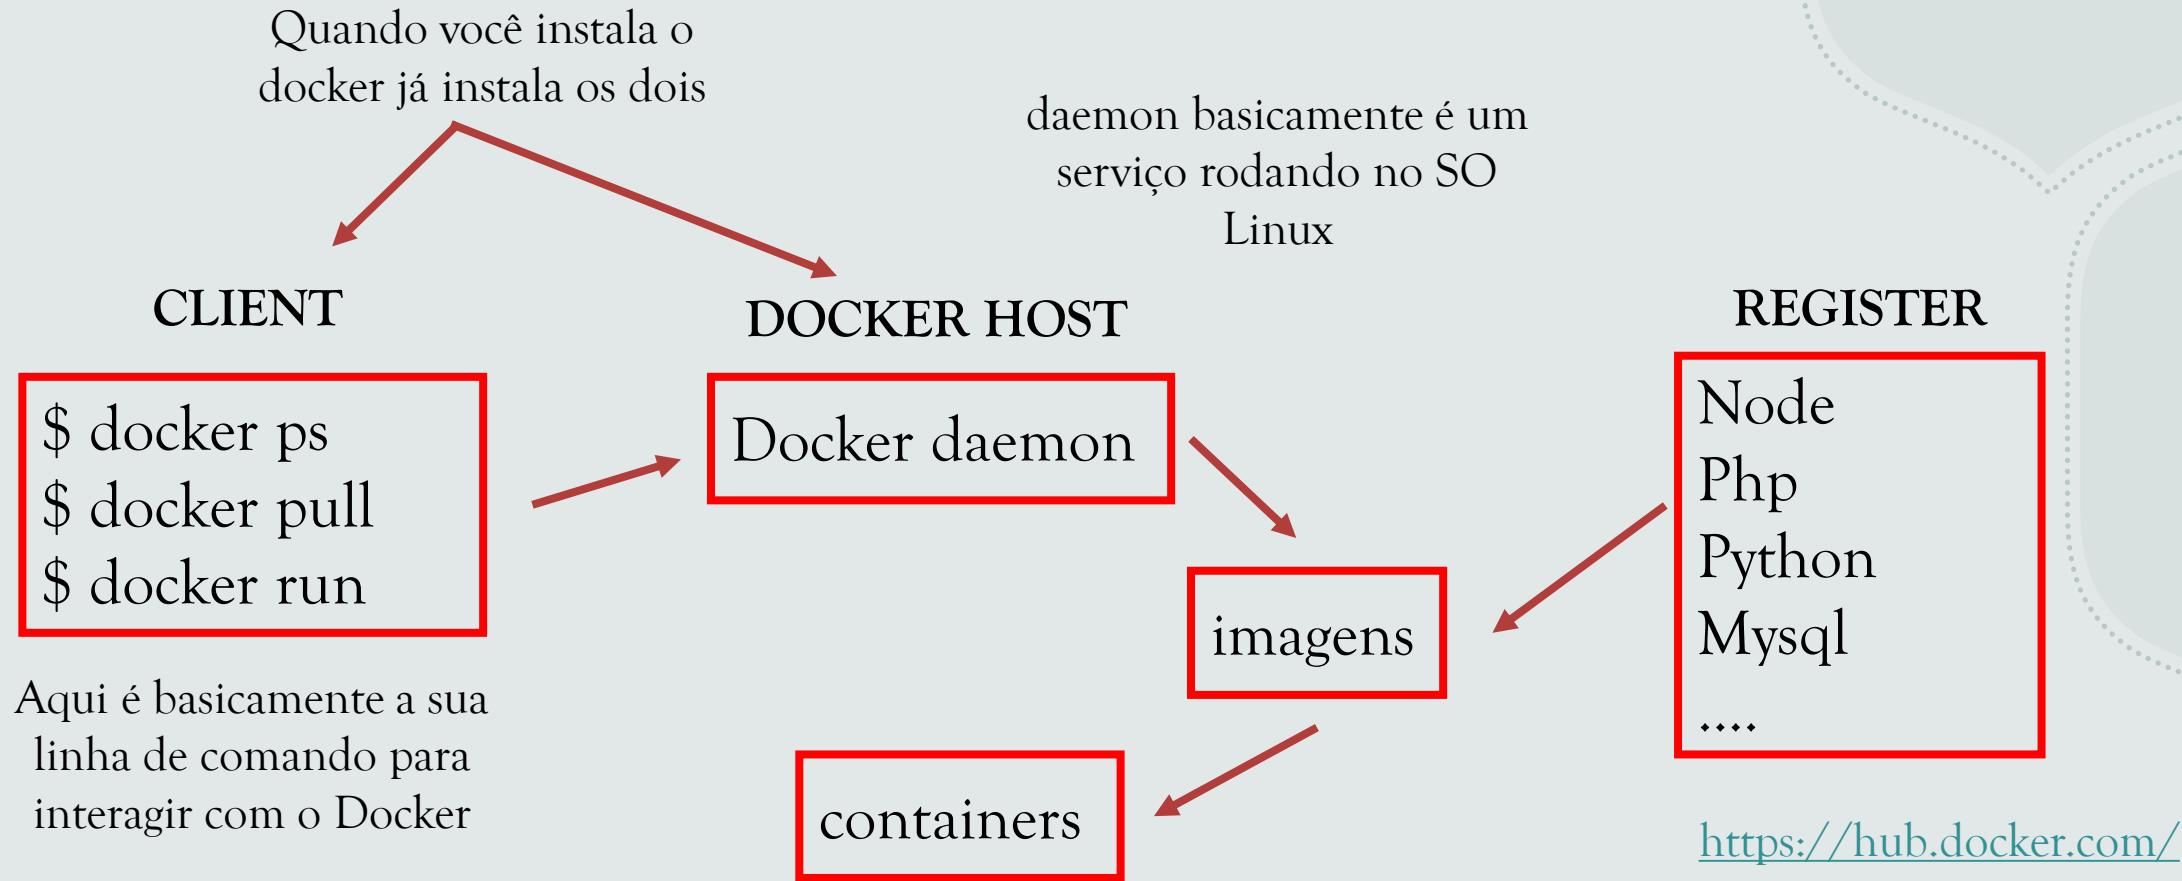 Quando você instala o
docker já instala os dois
daemon basicamente é um
serviço rodando no SO
Linux
CLIENT
DOCKER HOST
REGISTER
$ docker ps
$ docker pull
$ docker run
Docker daemon
Node
Php
Python
Mysql
....
imagens
containers
Aqui é basicamente a sua
linha de comando para
interagir com o Docker
https://hub.docker.com/